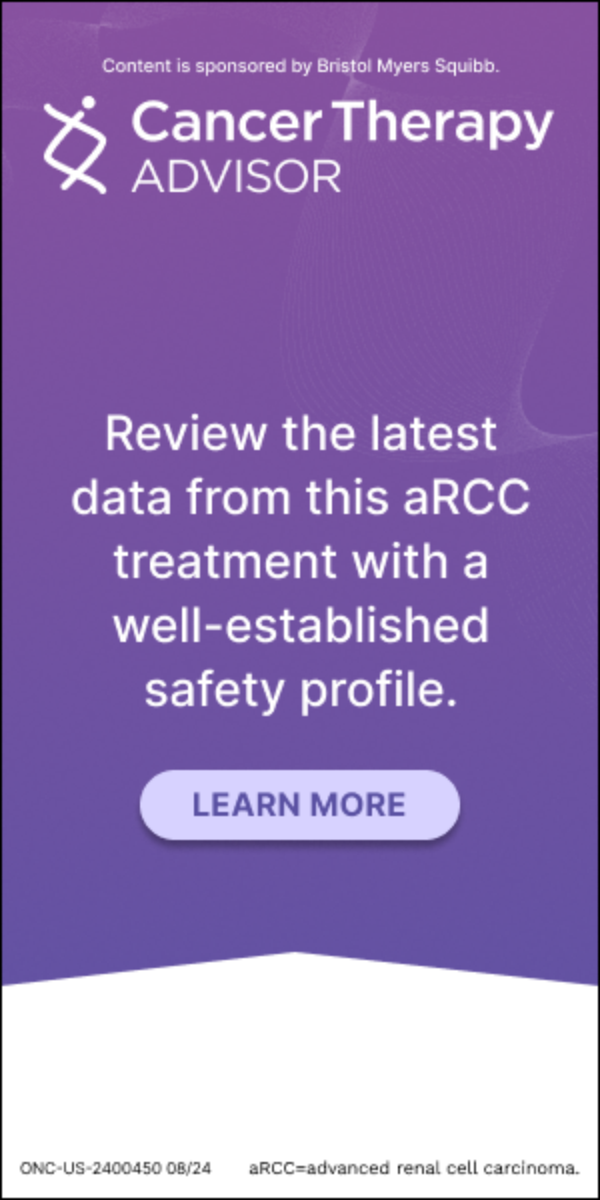 Content is sponsored by Bristol Myers Squibb.
Cancer Therapy
ADVISOR
Review the latest
data from this aRCC
treatment with a
well-established
safety profile.
LEARN MORE
ONC-US-2400450 08/24 aRCC=advanced renal cell carcinoma.